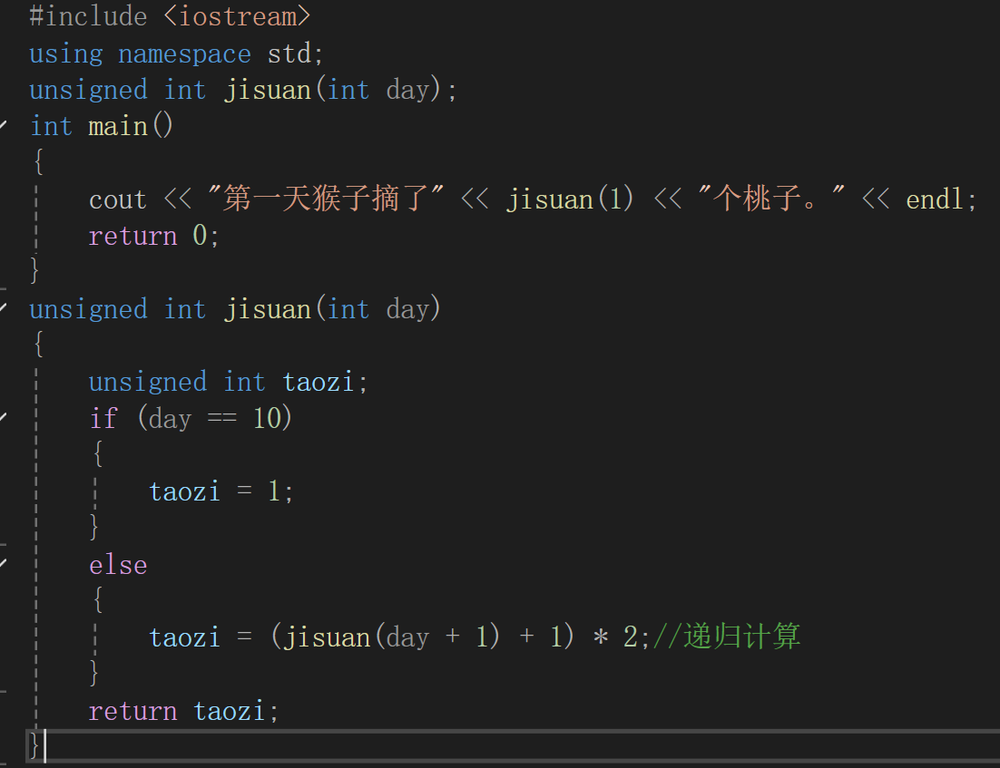 #include <iostream>
using namespace std;
unsigned int jisuan(int day);
int main()
{
    cout << "第一天猴子摘了" << jisuan(1) << "个桃子。" << endl;
    return 0;
}
unsigned int jisuan(int day)
{
    unsigned int taozi;
    if (day == 10)
    {
        taozi = 1;
    }
    else
    {
        taozi = (jisuan(day + 1) + 1) * 2;//递归计算
    }
    return taozi;
}